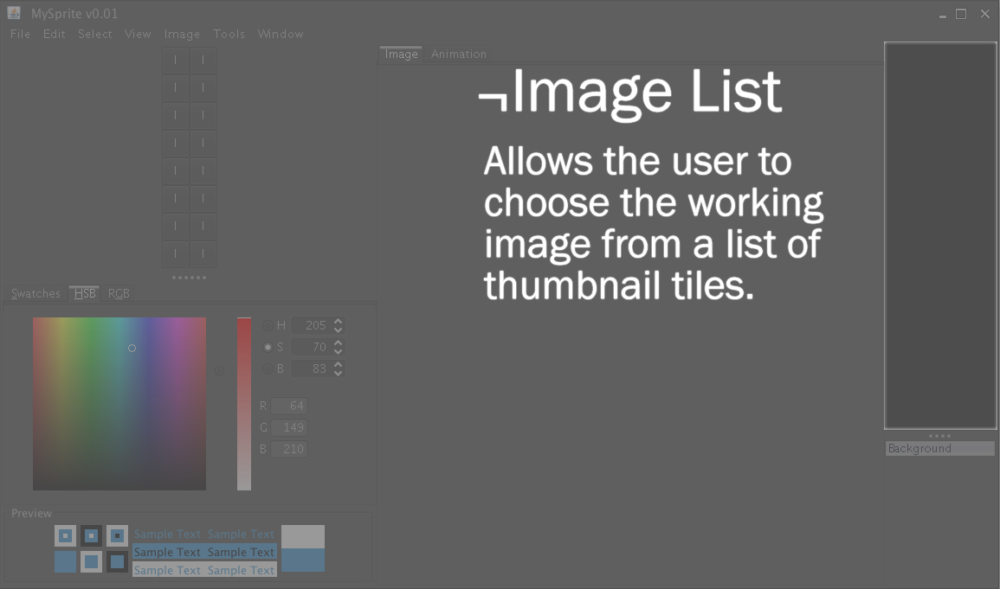 MySprite v0.01
File Edit Select View Image Tools Window
Image Animation
¬Image List
Allows the user to
choose the working
image from a list of
thumbnail tiles.
Swatches HSB RGB
H 205
S 70
B 83
R 64
G 149
B 210
Background
Preview
Sample Text Sample Text
Sample Text Sample Text
Sample Text Sample Text